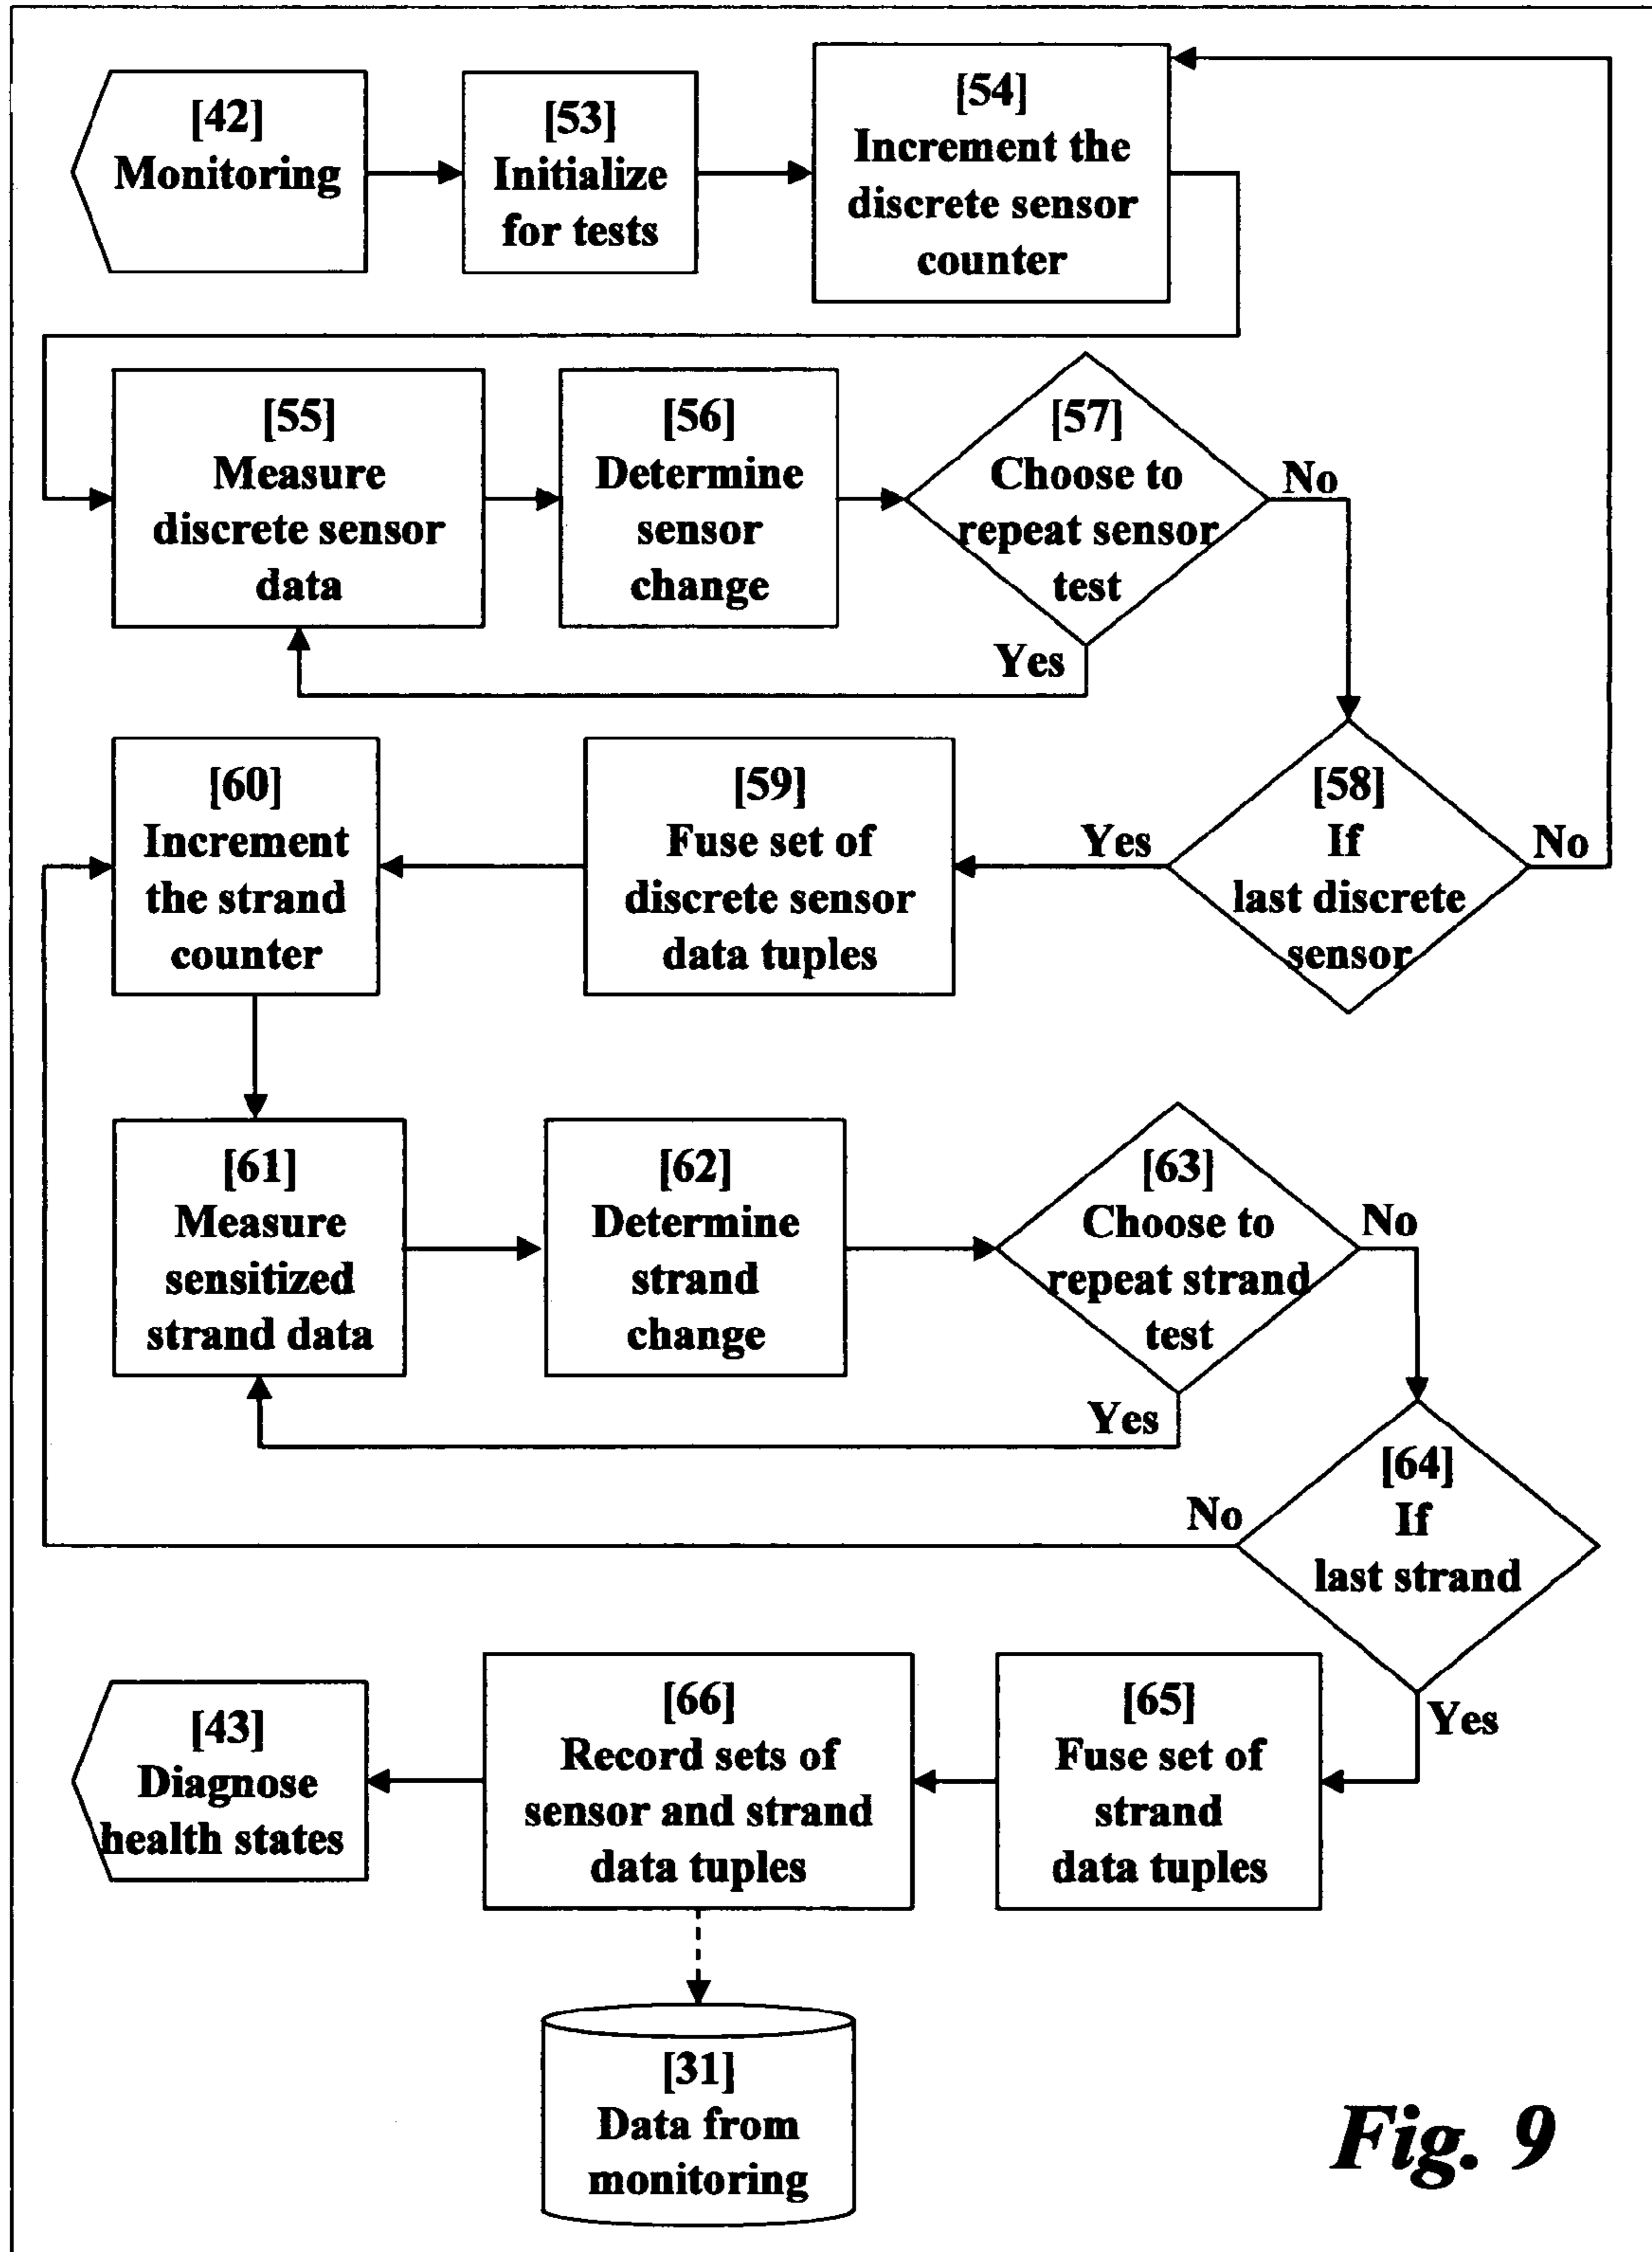 [42]
Monitoring
[53]
Initialize
for tests
[54]
Increment the
discrete sensor
counter
[55]
Measure
discrete sensor
data
[56]
Determine
sensor
change
[57]
Choose to
repeat sensor
test
No
Yes
[60]
Increment
the strand
counter
[59]
Fuse set of
discrete sensor
data tuples
Yes
[58]
If
last discrete
sensor
No
[61]
Measure
sensitized
strand data
[62]
Determine
strand
change
[63]
Choose to
repeat strand
test
No
Yes
No
[64]
If
last strand
Yes
[43]
Diagnose
health states
[66]
Record sets of
sensor and strand
data tuples
[65]
Fuse set of
strand
data tuples
[31]
Data from
monitoring
Fig. 9